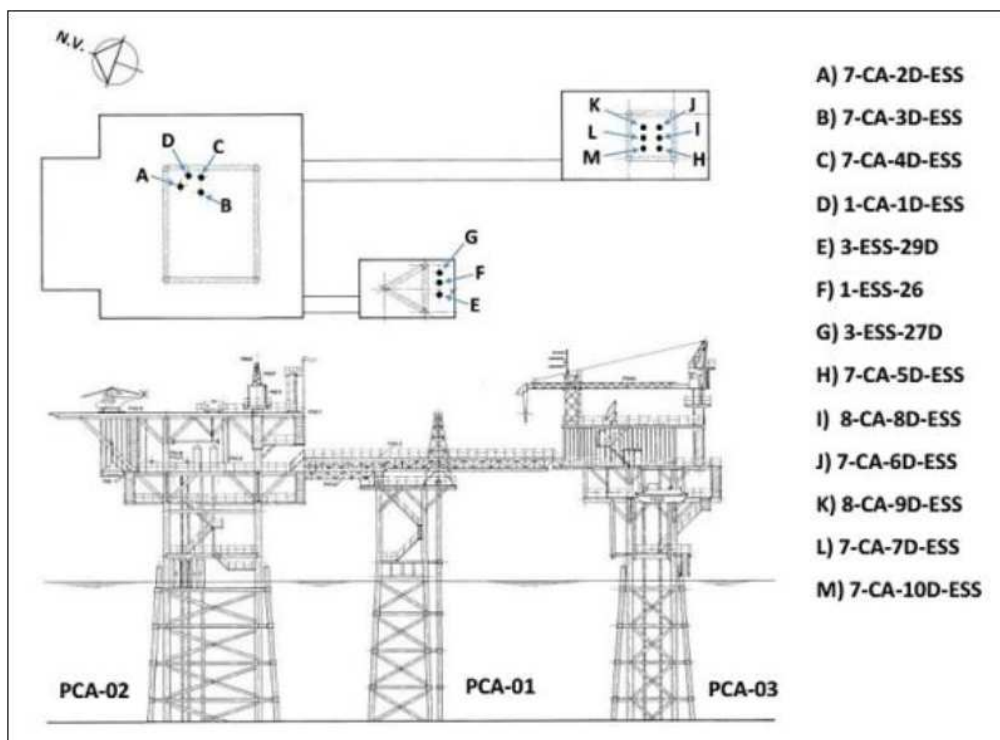 N.V.
K
J
L
I
M
H
D
C
A
B
G
F
E
A) 7-CA-2D-ESS
B) 7-CA-3D-ESS
C) 7-CA-4D-ESS
D) 1-CA-1D-ESS
E) 3-ESS-29D
F) 1-ESS-26
G) 3-ESS-27D
H) 7-CA-5D-ESS
I) 8-CA-8D-ESS
J) 7-CA-6D-ESS
K) 8-CA-9D-ESS
L) 7-CA-7D-ESS
M) 7-CA-10D-ESS
PCA-02
PCA-01
PCA-03